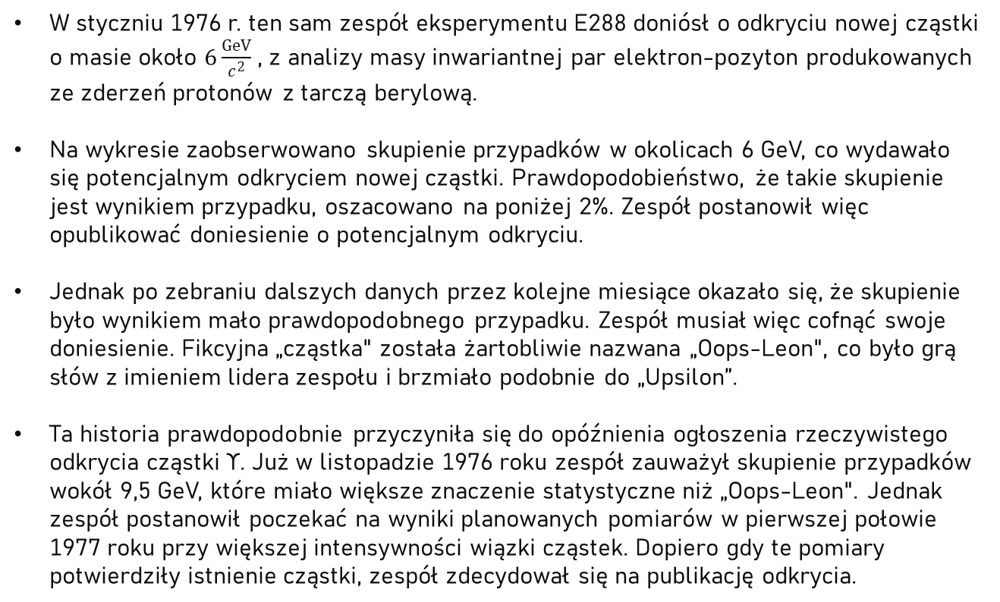 • W styczniu 1976 r. ten sam zespół eksperymentu E288 doniósł o odkryciu nowej cząstki
o masie około 6 GeV/c², z analizy masy inwariantnej par elektron-pozyton produkowanych
ze zderzeń protonów z tarczą berylową.
• Na wykresie zaobserwowano skupienie przypadków w okolicach 6 GeV, co wydawało
się potencjalnym odkryciem nowej cząstki. Prawdopodobieństwo, że takie skupienie
jest wynikiem przypadku, oszacowano na poniżej 2%. Zespół postanowił więc
opublikować doniesienie o potencjalnym odkryciu.
• Jednak po zebraniu dalszych danych przez kolejne miesiące okazało się, że skupienie
było wynikiem mało prawdopodobnego przypadku. Zespół musiał więc cofnąć swoje
doniesienie. Fikcyjna „cząstka" została żartobliwie nazwana „Oops-Leon", co było grą
słów z imieniem lidera zespołu i brzmiało podobnie do „Upsilon”.
• Ta historia prawdopodobnie przyczyniła się do opóźnienia ogłoszenia rzeczywistego
odkrycia cząstki ϒ. Już w listopadzie 1976 roku zespół zauważył skupienie przypadków
wokół 9,5 GeV, które miało większe znaczenie statystyczne niż „Oops-Leon". Jednak
zespół postanowił poczekać na wyniki planowanych pomiarów w pierwszej połowie
1977 roku przy większej intensywności wiązki cząstek. Dopiero gdy te pomiary
potwierdziły istnienie cząstki, zespół zdecydował się na publikację odkrycia.